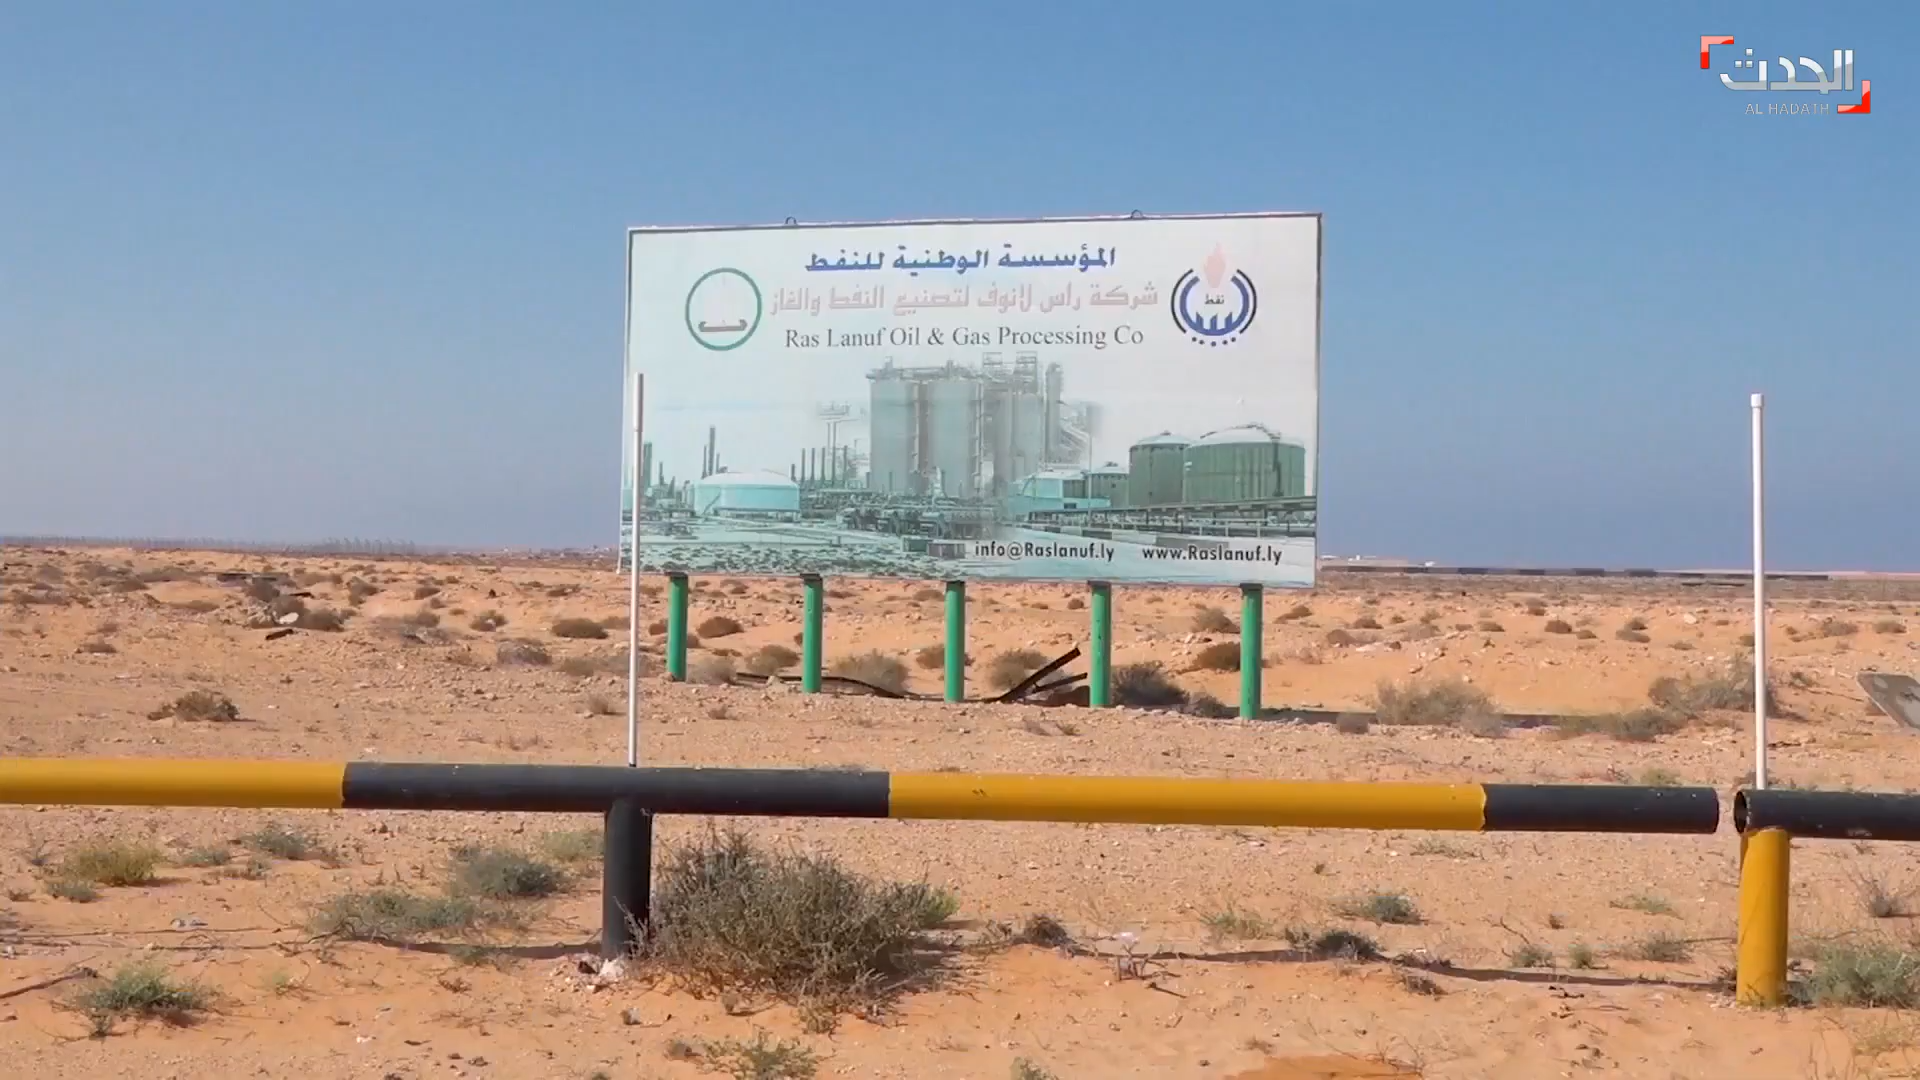 الحدث
AL HADATH
المؤسسة الوطنية للنفط
شركة راس لانوف لتصنيع النفط والغاز
Ras Lanuf Oil & Gas Processing Co
نفط
info@Raslanuf.ly www.Raslanuf.ly